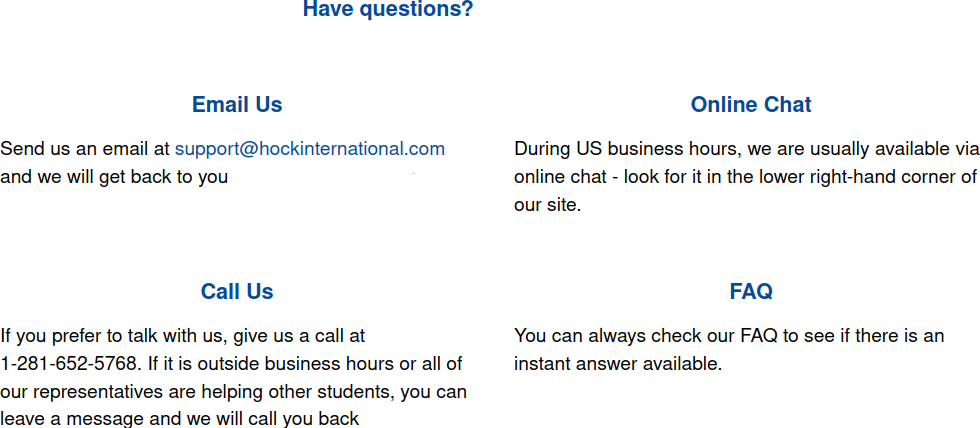 Have questions?
Email Us
Send us an email at support@hockinternational.com
and we will get back to you
Online Chat
During US business hours, we are usually available via
online chat - look for it in the lower right-hand corner of
our site.
Call Us
If you prefer to talk with us, give us a call at
1-281-652-5768. If it is outside business hours or all of
our representatives are helping other students, you can
leave a message and we will call you back
FAQ
You can always check our FAQ to see if there is an
instant answer available.